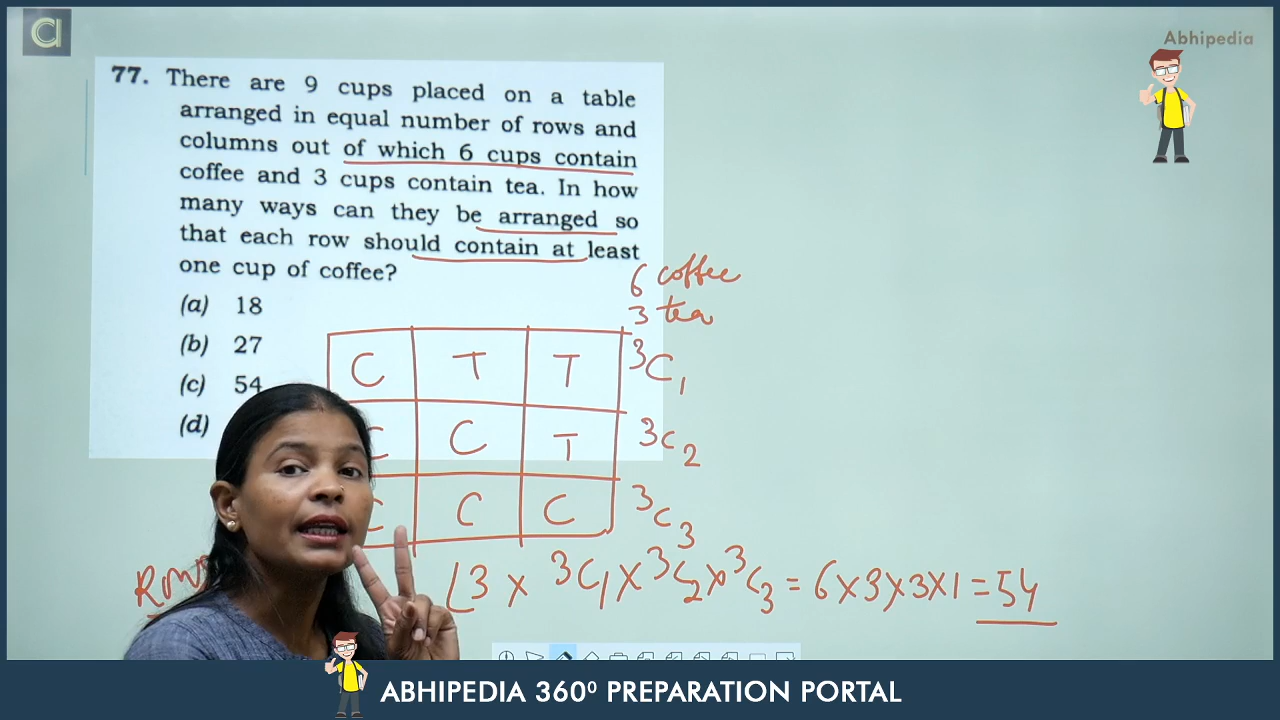 Abhipedia
77. There are 9 cups placed on a table
arranged in equal number of rows and
columns out of which 6 cups contain
coffee and 3 cups contain tea. In how
many ways can they be arranged so
that each row should contain at least
one cup of coffee?
(a) 18
(b) 27
(c) 54
(d)
6 coffee
3 tea
C T T ³C₁
C C T ³C₂
C C C ³C₃
Rows
⌊3 × ³C₁ × ³C₂ × ³C₃ = 6×3×3×1 = 54
ABHIPEDIA 360⁰ PREPARATION PORTAL